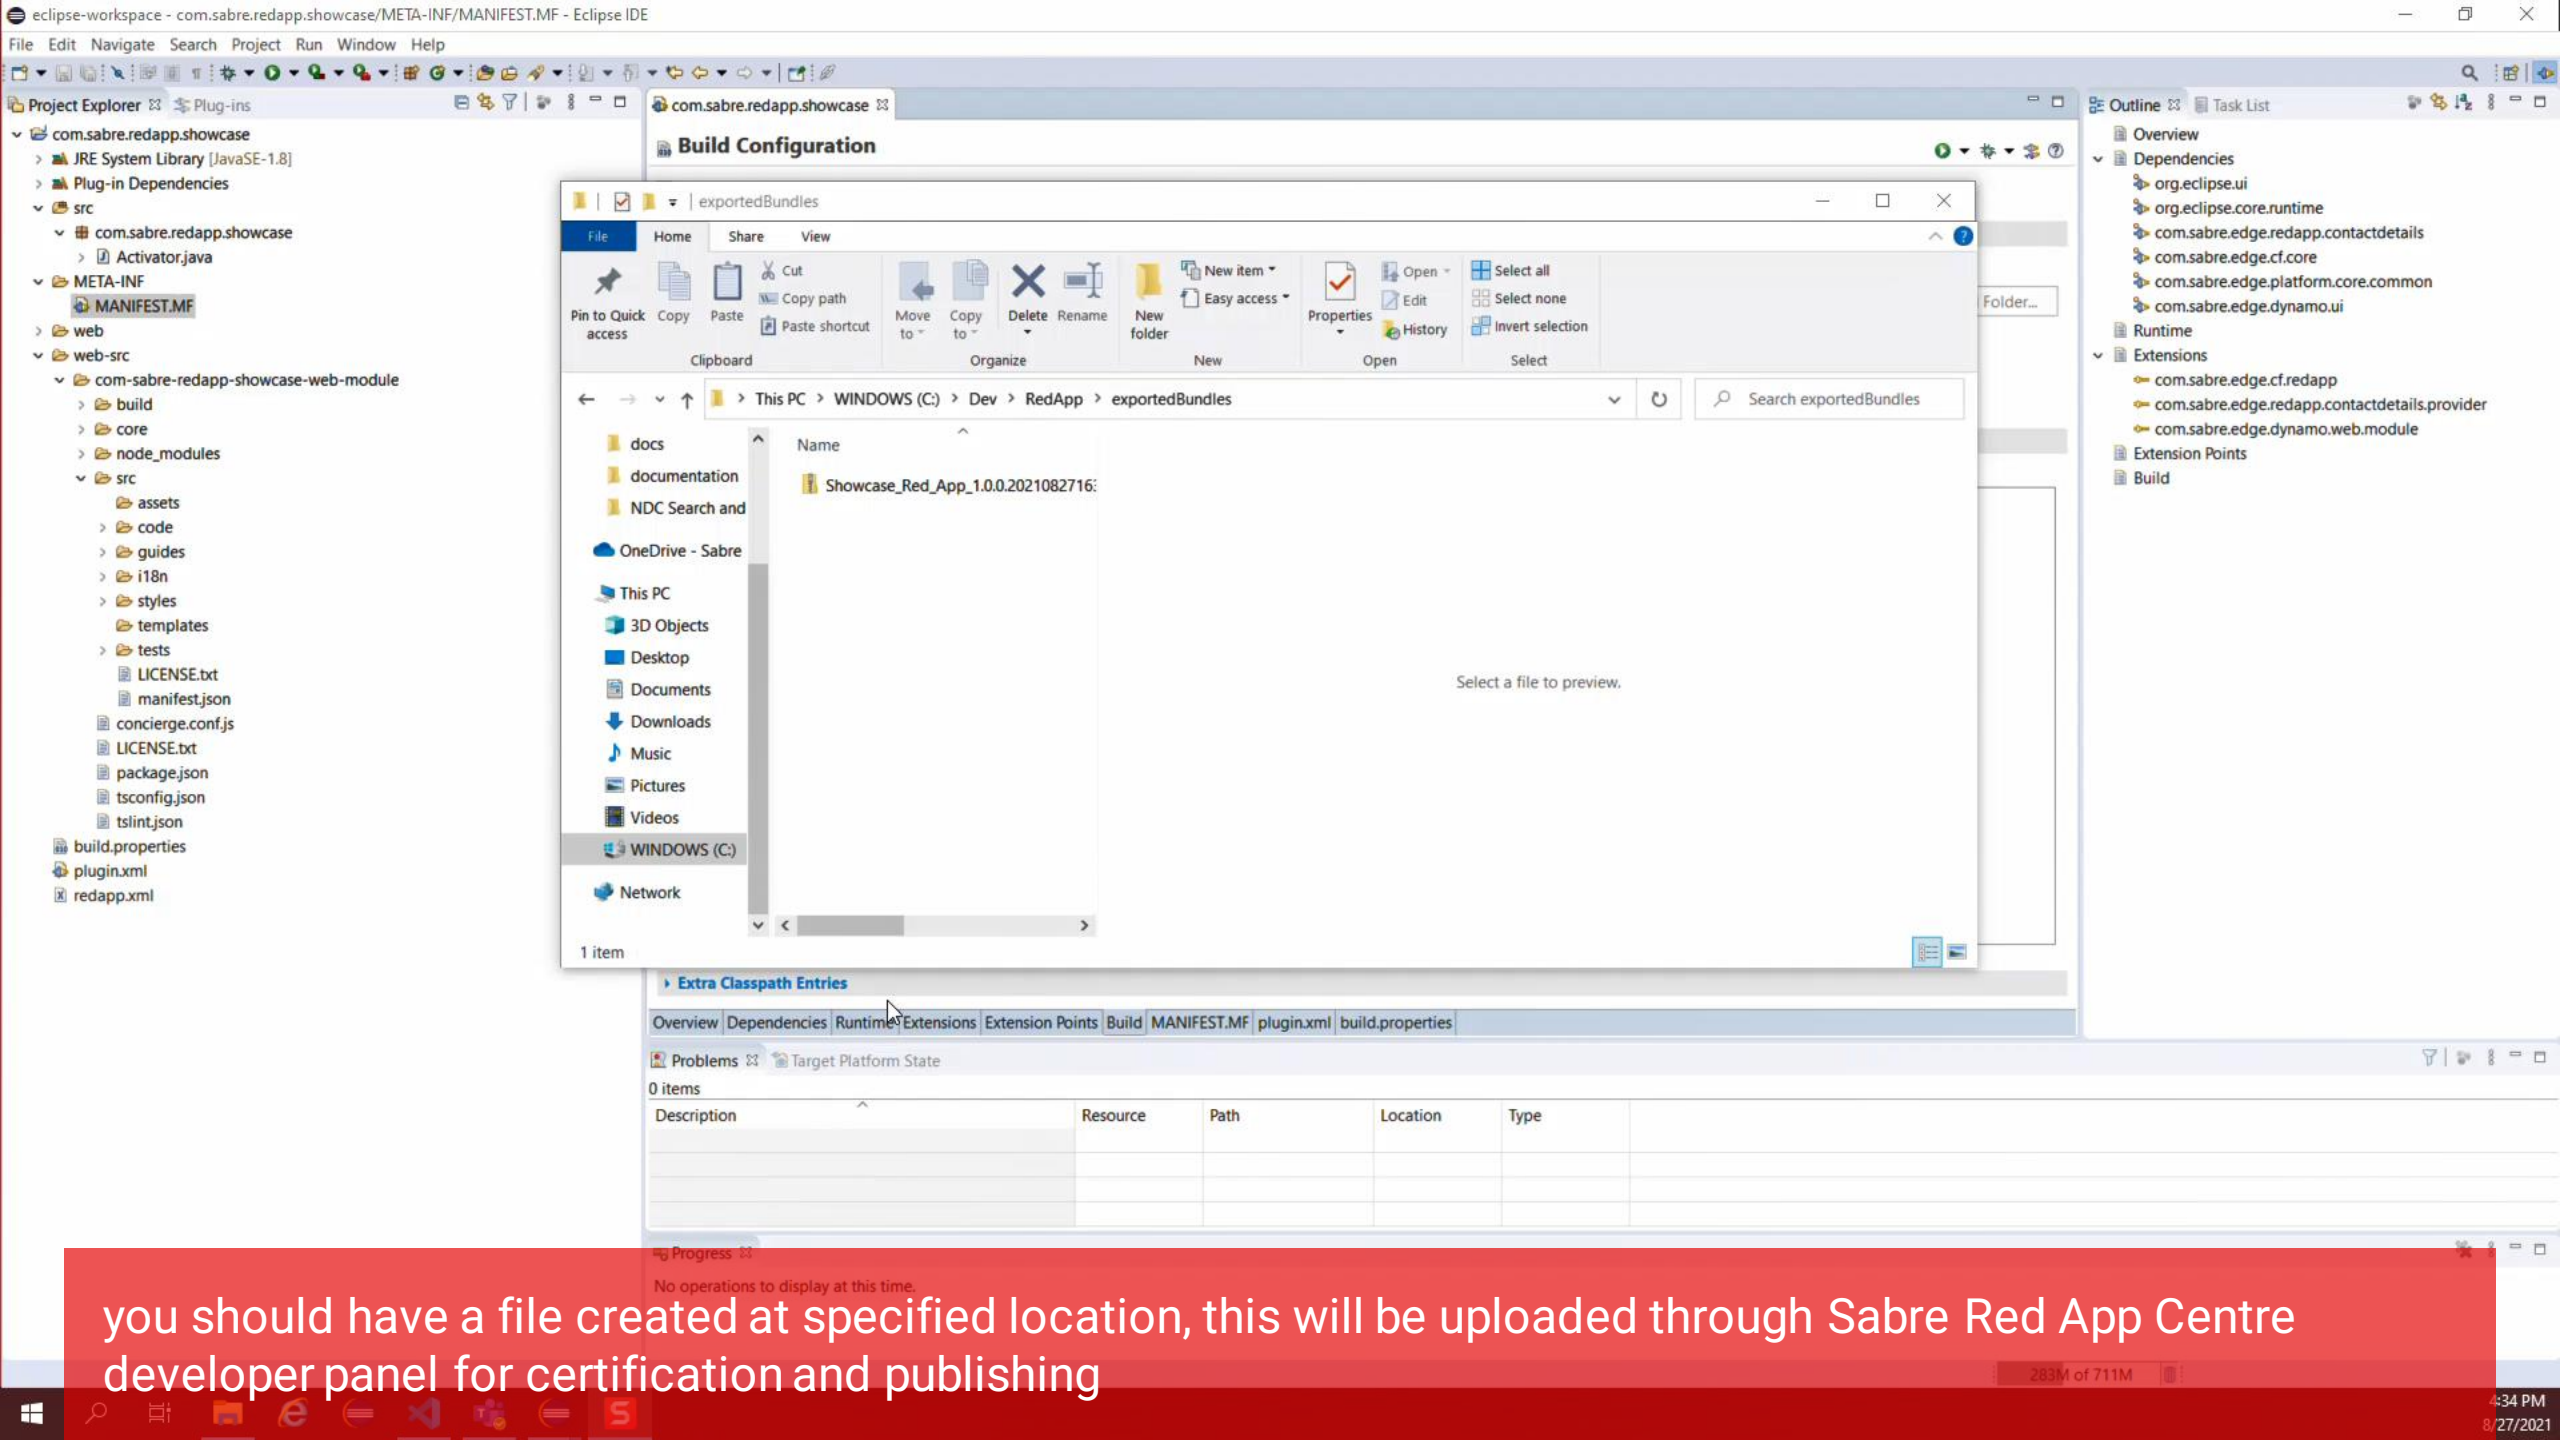 eclipse-workspace - com.sabre.redapp.showcase/META-INF/MANIFEST.MF - Eclipse IDE
File Edit Navigate Search Project Run Window Help
Project Explorer Plug-ins
com.sabre.redapp.showcase
JRE System Library [JavaSE-1.8]
Plug-in Dependencies
src
com.sabre.redapp.showcase
Activator.java
META-INF
MANIFEST.MF
web
web-src
com-sabre-redapp-showcase-web-module
build
core
node_modules
src
assets
code
guides
i18n
styles
templates
tests
LICENSE.txt
manifest.json
concierge.conf.js
LICENSE.txt
package.json
tsconfig.json
tslint.json
build.properties
plugin.xml
redapp.xml
com.sabre.redapp.showcase
Build Configuration
Folder...
exportedBundles
File Home Share View
Pin to Quick access
Copy
Paste
Cut
Copy path
Paste shortcut
Clipboard
Move to
Copy to
Delete
Rename
Organize
New folder
New item
Easy access
New
Properties
Open
Edit
History
Open
Select all
Select none
Invert selection
Select
This PC > WINDOWS (C:) > Dev > RedApp > exportedBundles
Search exportedBundles
docs
documentation
NDC Search and
OneDrive - Sabre
This PC
3D Objects
Desktop
Documents
Downloads
Music
Pictures
Videos
WINDOWS (C:)
Network
Name
Showcase_Red_App_1.0.0.2021082716
Select a file to preview.
1 item
Extra Classpath Entries
Overview Dependencies Runtime Extensions Extension Points Build MANIFEST.MF plugin.xml build.properties
Problems Target Platform State
0 items
Description Resource Path Location Type
Progress
No operations to display at this time.
Outline Task List
Overview
Dependencies
org.eclipse.ui
org.eclipse.core.runtime
com.sabre.edge.redapp.contactdetails
com.sabre.edge.cf.core
com.sabre.edge.platform.core.common
com.sabre.edge.dynamo.ui
Runtime
Extensions
com.sabre.edge.cf.redapp
com.sabre.edge.redapp.contactdetails.provider
com.sabre.edge.dynamo.web.module
Extension Points
Build
you should have a file created at specified location, this will be uploaded through Sabre Red App Centre
developer panel for certification and publishing
283M of 711M
4:34 PM
8/27/2021